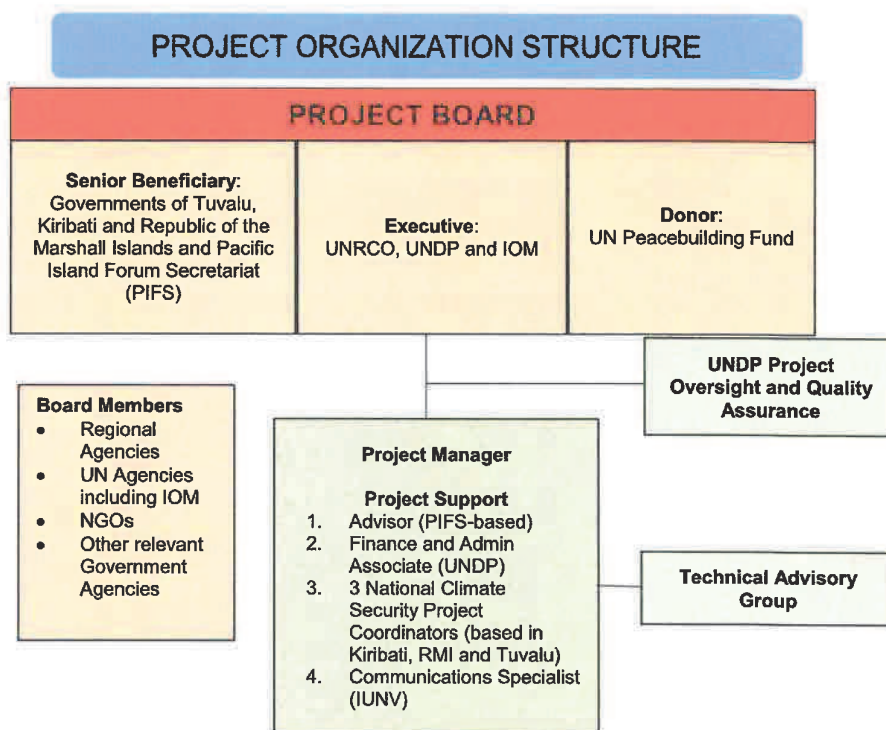 PROJECT ORGANIZATION STRUCTURE
PROJECT BOARD
Senior Beneficiary:
Governments of Tuvalu,
Kiribati and Republic of the
Marshall Islands and Pacific
Island Forum Secretariat
(PIFS)
Executive:
UNRCO, UNDP and IOM
Donor:
UN Peacebuilding Fund
UNDP Project
Oversight and Quality
Assurance
Board Members
• Regional
Agencies
• UN Agencies
including IOM
• NGOs
• Other relevant
Government
Agencies
Project Manager
Project Support
1. Advisor (PIFS-based)
2. Finance and Admin
Associate (UNDP)
3. 3 National Climate
Security Project
Coordinators (based in
Kiribati, RMI and Tuvalu)
4. Communications Specialist
(IUNV)
Technical Advisory
Group